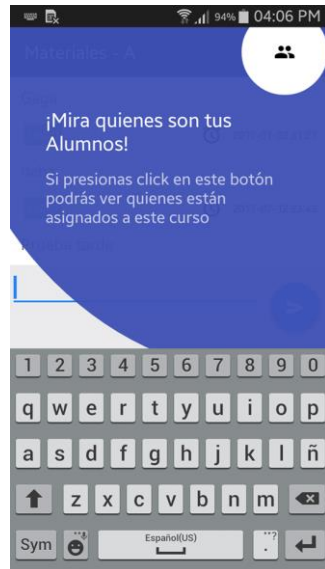 94% 04:06 PM
Materiales - A
¡Mira quienes son tus
Alumnos!
Si presionas click en este botón
podrás ver quienes están
asignados a este curso
1 2 3 4 5 6 7 8 9 0
q w e r t y u i o p
a s d f g h j k l ñ
z x c v b n m
Sym Español(US) . ,,?